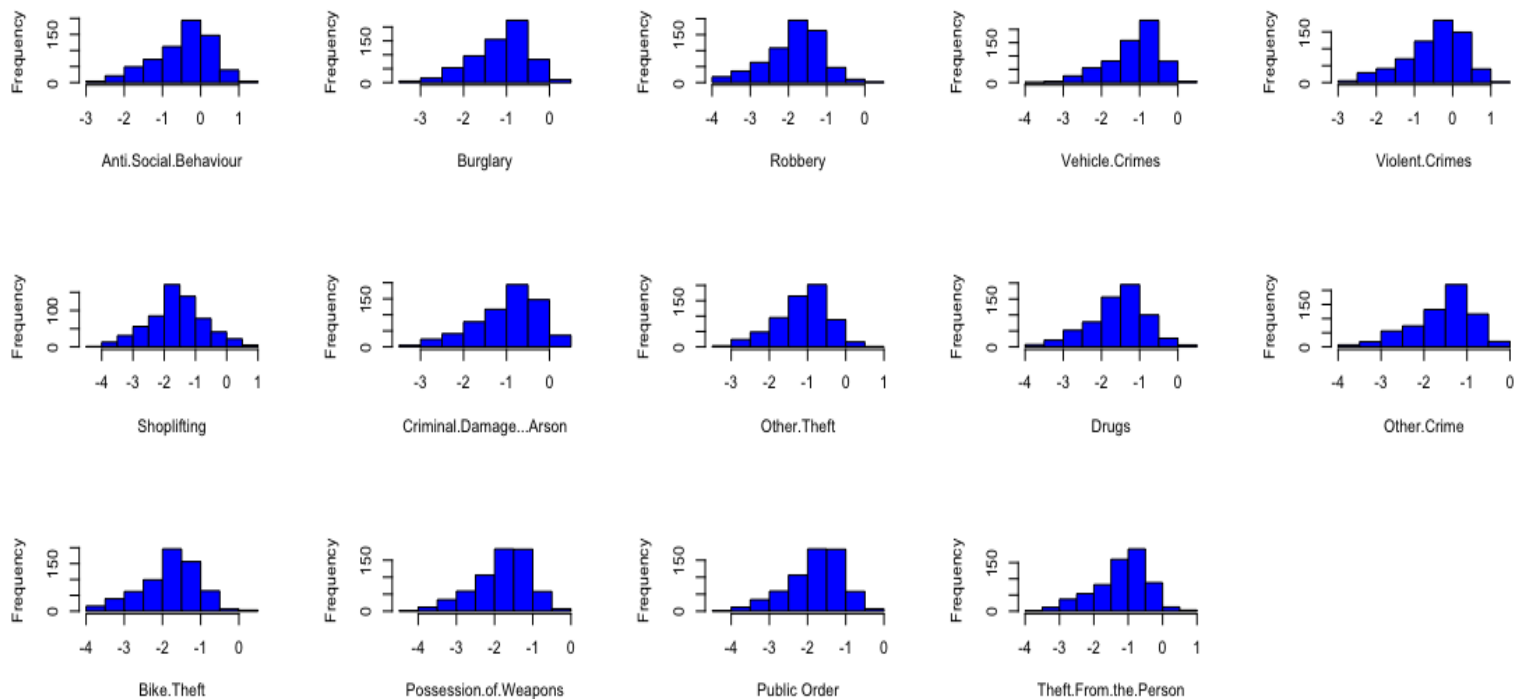 Frequency
0 150
-3 -2 -1 0 1
Anti.Social.Behaviour
Frequency
0 150
-3 -2 -1 0
Burglary
Frequency
0 150
-4 -3 -2 -1 0
Robbery
Frequency
0 150
-4 -3 -2 -1 0
Vehicle.Crimes
Frequency
0 150
-3 -2 -1 0 1
Violent.Crimes
Frequency
0 100
-4 -3 -2 -1 0 1
Shoplifting
Frequency
0 150
-3 -2 -1 0
Criminal.Damage...Arson
Frequency
0 150
-3 -2 -1 0 1
Other.Theft
Frequency
0 150
-4 -3 -2 -1 0
Drugs
Frequency
0 150
-4 -3 -2 -1 0
Other.Crime
Frequency
0 150
-4 -3 -2 -1 0
Bike.Theft
Frequency
0 150
-4 -3 -2 -1 0
Possession.of.Weapons
Frequency
0 150
-4 -3 -2 -1 0
Public Order
Frequency
0 150
-4 -3 -2 -1 0 1
Theft.From.the.Person